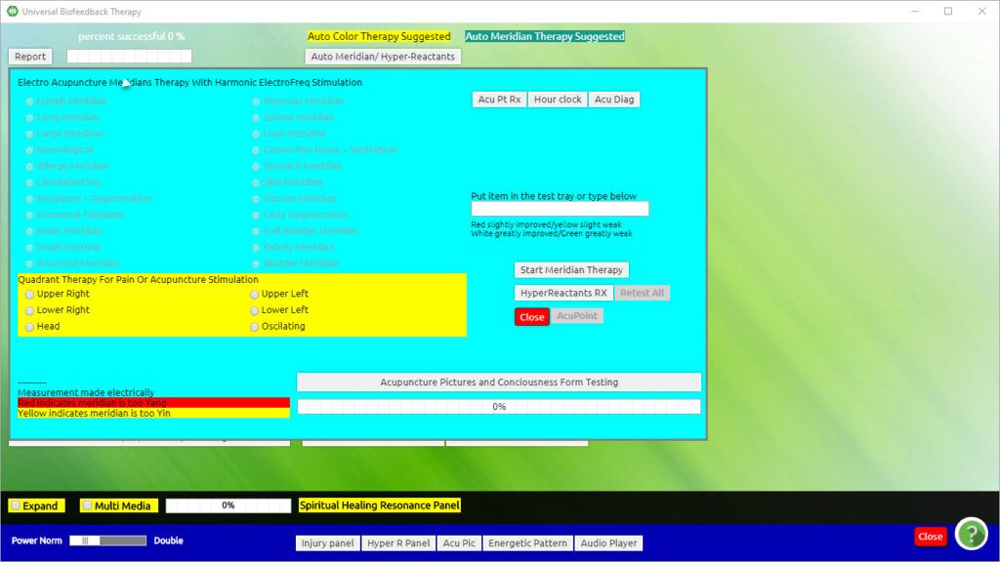 Universal Biofeedback Therapy
percent successful 0 %
Auto Color Therapy Suggested
Auto Meridian Therapy Suggested
Report
Auto Meridian/ Hyper-Reactants
Electro Acupuncture Meridians Therapy With Harmonic ElectroFreq Stimulation
Lymph Meridian
Pancreas Meridian
Lung Meridian
Spleen Meridian
Large Intestine
Liver Intestine
Neurological
Connective tissue - Vertabrae
Allergy Meridian
Stomach Meridian
Circulation Sex
Skin Meridian
Neoplasm - Degeneration
Fibrous Meridian
Hormonal TripWarm
Fatty Degeneration
Heart Meridian
Gall Bladder Meridian
Small Intestine
Kidney Meridian
Ancestral Meridian
Bladder Meridian
Acu Pt Rx
Hour clock
Acu Diag
Put item in the test tray or type below
Red slightly improved/yellow slight weak
White greatly improved/Green greatly weak
Start Meridian Therapy
HyperReactants RX
Retest All
Close
AcuPoint
Quadrant Therapy For Pain Or Acupuncture Stimulation
Upper Right
Upper Left
Lower Right
Lower Left
Head
Oscilating
----------
Measurement made electrically
Red indicates meridian is too Yang
Yellow indicates meridian is too Yin
Acupuncture Pictures and Conciousness Form Testing
0%
Expand
Multi Media
0%
Spiritual Healing Resonance Panel
Power Norm
Double
Injury panel
Hyper R Panel
Acu Pic
Energetic Pattern
Audio Player
Close
?